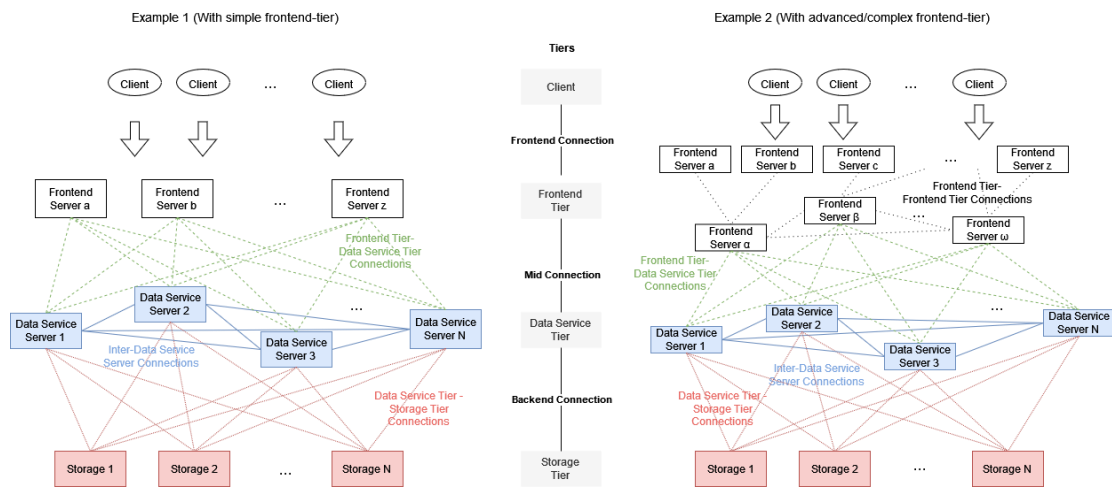 Example 1 (With simple frontend-tier)
Client
Client
...
Client
Frontend
Server a
Frontend
Server b
...
Frontend
Server z
Frontend Tier-
Data Service Tier
Connections
Data Service
Server 1
Data Service
Server 2
Data Service
Server 3
...
Data Service
Server N
Inter-Data Service
Server Connections
Data Service Tier -
Storage Tier
Connections
Storage 1
Storage 2
...
Storage N
Tiers
Client
Frontend Connection
Frontend
Tier
Mid Connection
Data Service
Tier
Backend Connection
Storage
Tier
Example 2 (With advanced/complex frontend-tier)
Client
Client
...
Client
Frontend
Server a
Frontend
Server b
Frontend
Server c
...
Frontend
Server z
Frontend Tier-
Frontend Tier Connections
Frontend
Server α
Frontend
Server β
...
Frontend
Server ω
Frontend Tier-
Data Service Tier
Connections
Data Service
Server 1
Data Service
Server 2
Data Service
Server 3
...
Data Service
Server N
Inter-Data Service
Server Connections
Data Service Tier -
Storage Tier
Connections
Storage 1
Storage 2
...
Storage N